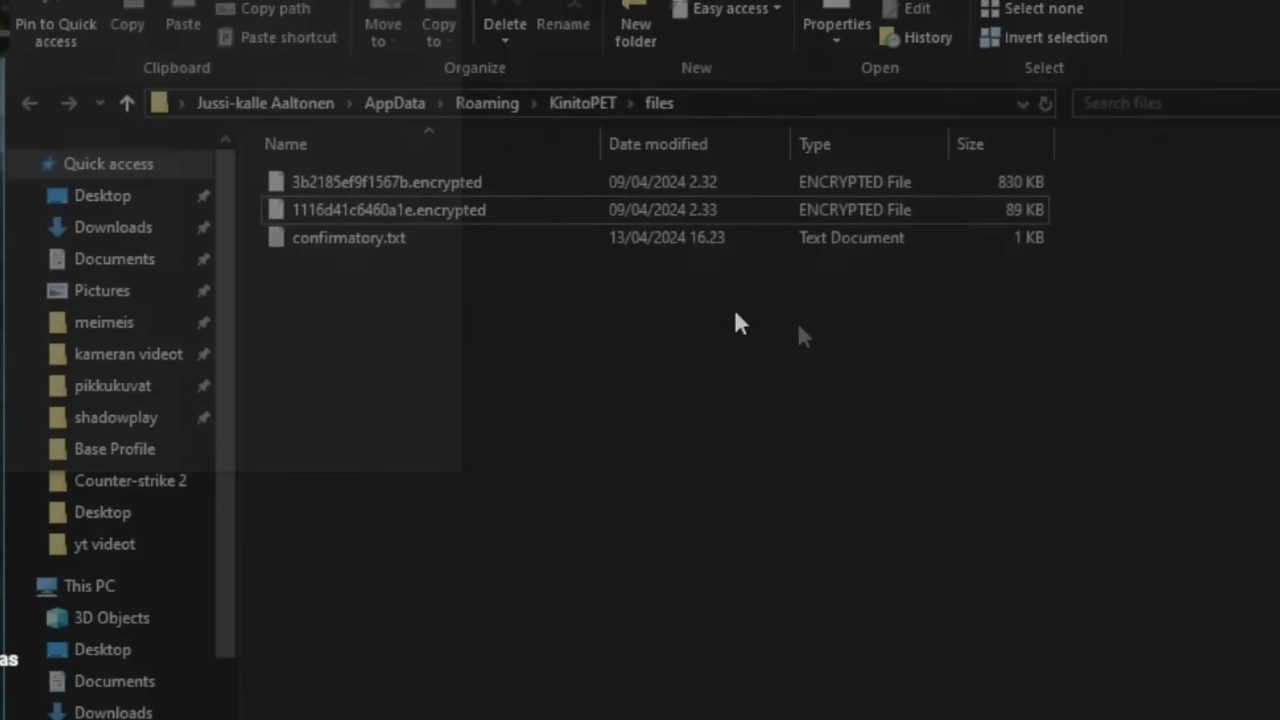 Copy path
Easy access
Edit
Select none
Pin to Quick access
Copy
Paste
Paste shortcut
Move to
Copy to
Delete
Rename
New folder
Properties
History
Invert selection
Clipboard
Organize
New
Open
Select
Jussi-kalle Aaltonen › AppData › Roaming › KinitoPET › files
Search files
Name Date modified Type Size
3b2185ef9f1567b.encrypted 09/04/2024 2.32 ENCRYPTED File 830 KB
1116d41c6460a1e.encrypted 09/04/2024 2.33 ENCRYPTED File 89 KB
confirmatory.txt 13/04/2024 16.23 Text Document 1 KB
Quick access
Desktop
Downloads
Documents
Pictures
meimeis
kameran videot
pikkukuvat
shadowplay
Base Profile
Counter-strike 2
Desktop
yt videot
This PC
3D Objects
Desktop
as
Documents
Downloads